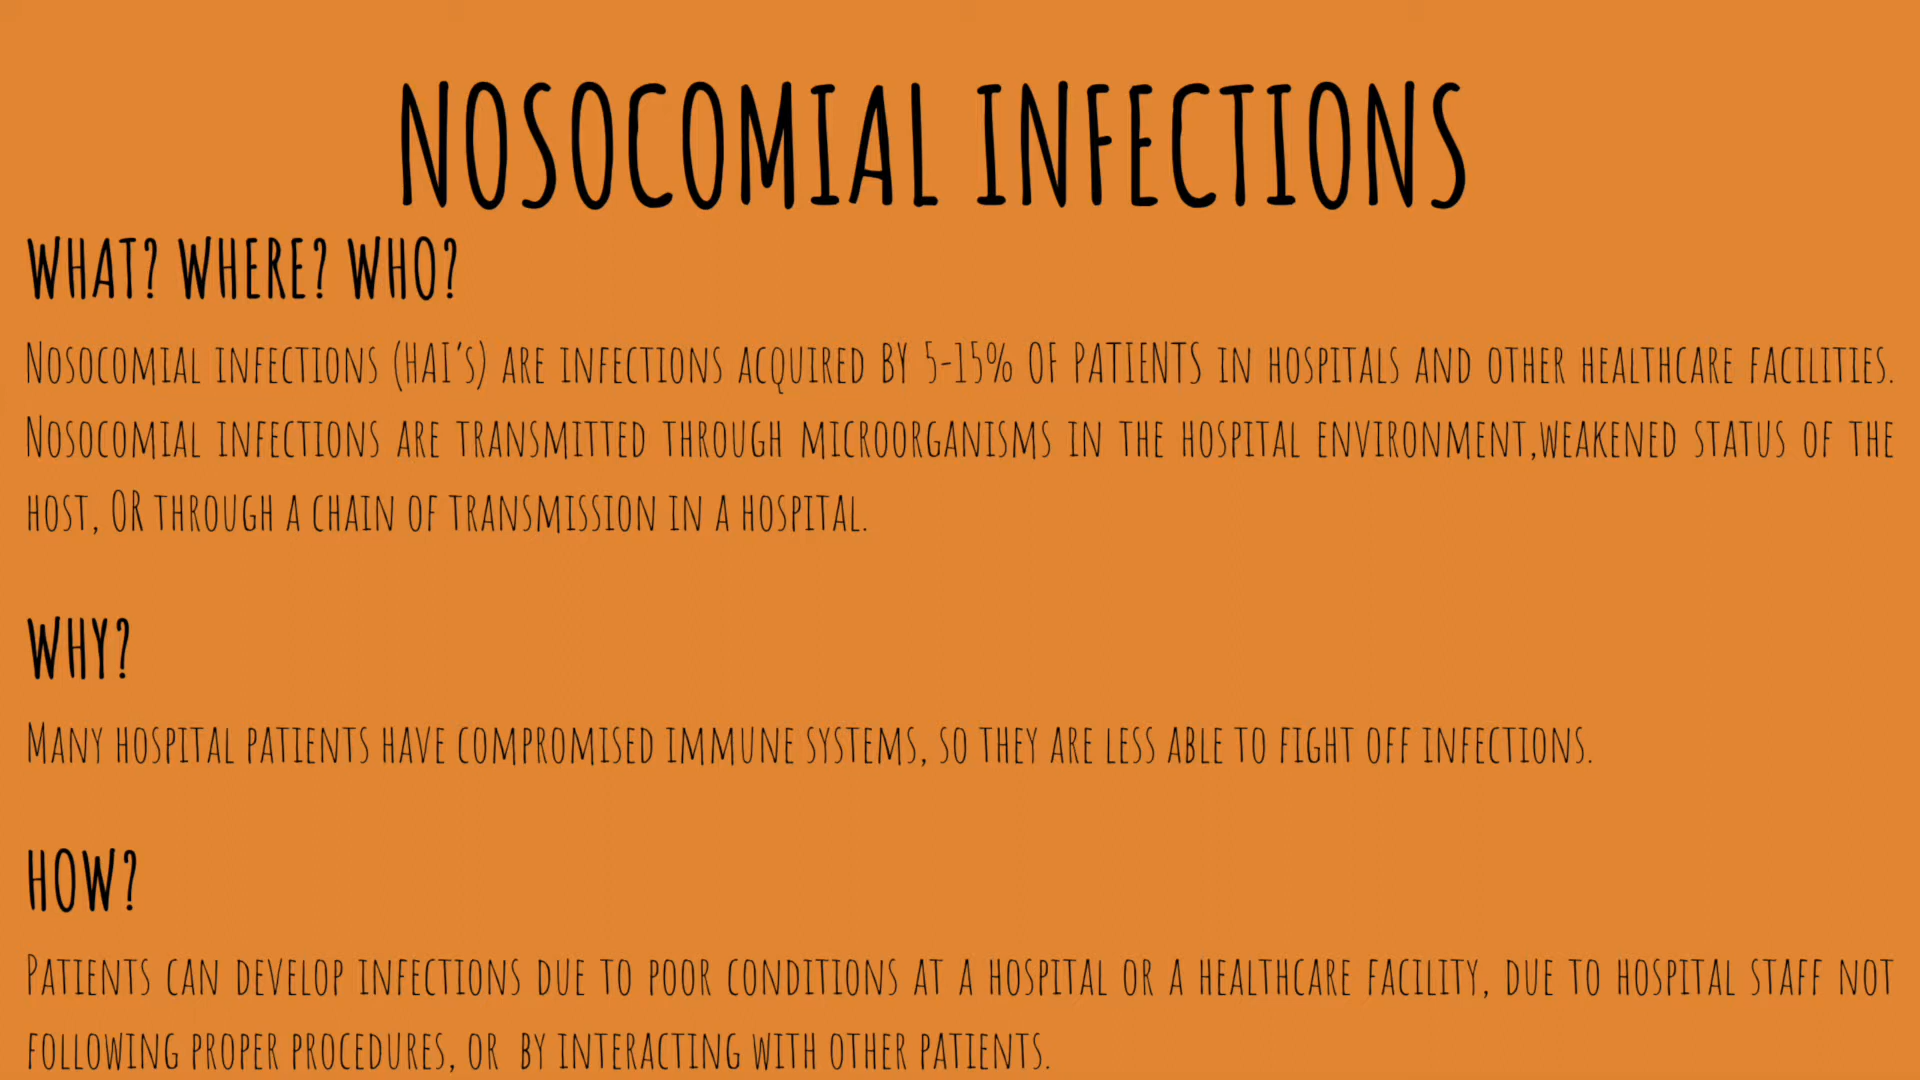 NOSOCOMIAL INFECTIONS
WHAT? WHERE? WHO?
Nosocomial infections (HAI's) are infections acquired BY 5-15% OF PATIENTS in hospitals and other healthcare facilities.
Nosocomial infections are transmitted through microorganisms in the hospital environment,weakened status of the
host, OR through a chain of transmission in a hospital.
WHY?
Many hospital patients have compromised immune systems, so they are less able to fight off infections.
HOW?
Patients can develop infections due to poor conditions at a hospital or a healthcare facility, due to hospital staff not
following proper procedures, or by interacting with other patients.